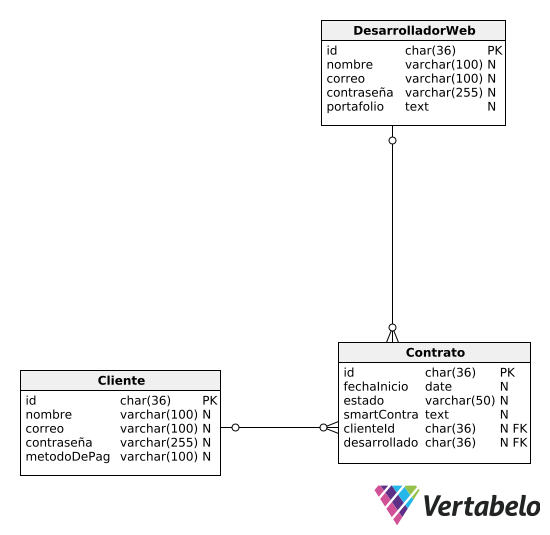 DesarrolladorWeb
id char(36) PK
nombre varchar(100) N
correo varchar(100) N
contraseña varchar(255) N
portafolio text N
Contrato
id char(36) PK
fechaInicio date N
estado varchar(50) N
smartContra text N
clienteId char(36) N FK
desarrollado char(36) N FK
Cliente
id char(36) PK
nombre varchar(100) N
correo varchar(100) N
contraseña varchar(255) N
metodoDePag varchar(100) N
Vertabelo